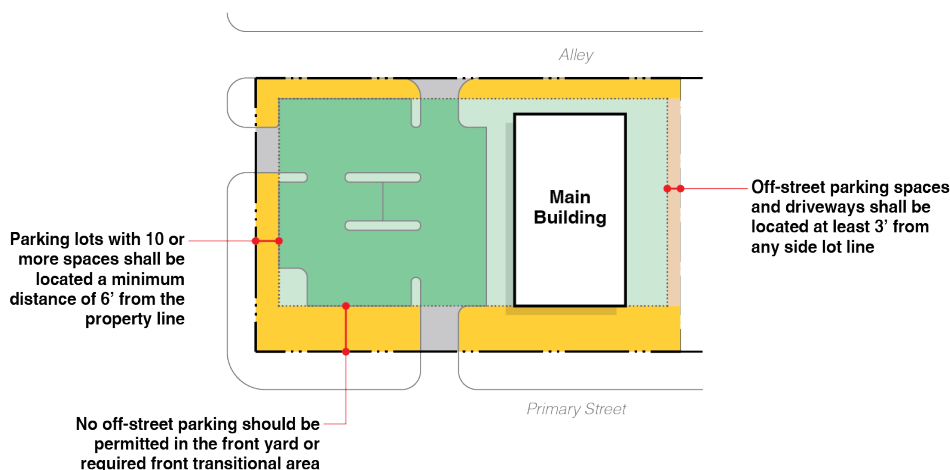 Alley
Main
Building
Off-street parking spaces
and driveways shall be
located at least 3’ from
any side lot line
Parking lots with 10 or
more spaces shall be
located a minimum
distance of 6’ from the
property line
Primary Street
No off-street parking should be
permitted in the front yard or
required front transitional area